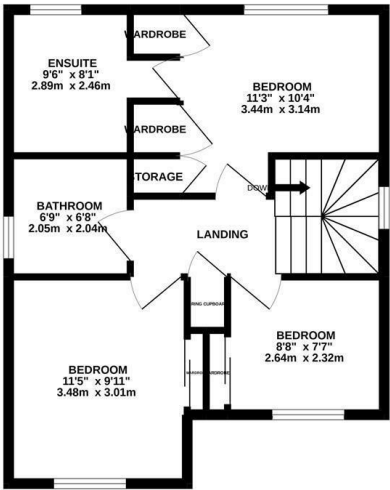 WARDROBE
ENSUITE
9'6" x 8'1"
2.89m x 2.46m
BEDROOM
11'3" x 10'4"
3.44m x 3.14m
WARDROBE
STORAGE
DOWN
BATHROOM
6'9" x 6'8"
2.05m x 2.04m
LANDING
BEDROOM
8'8" x 7'7"
2.64m x 2.32m
BEDROOM
11'5" x 9'11"
3.48m x 3.01m
WARDROBE